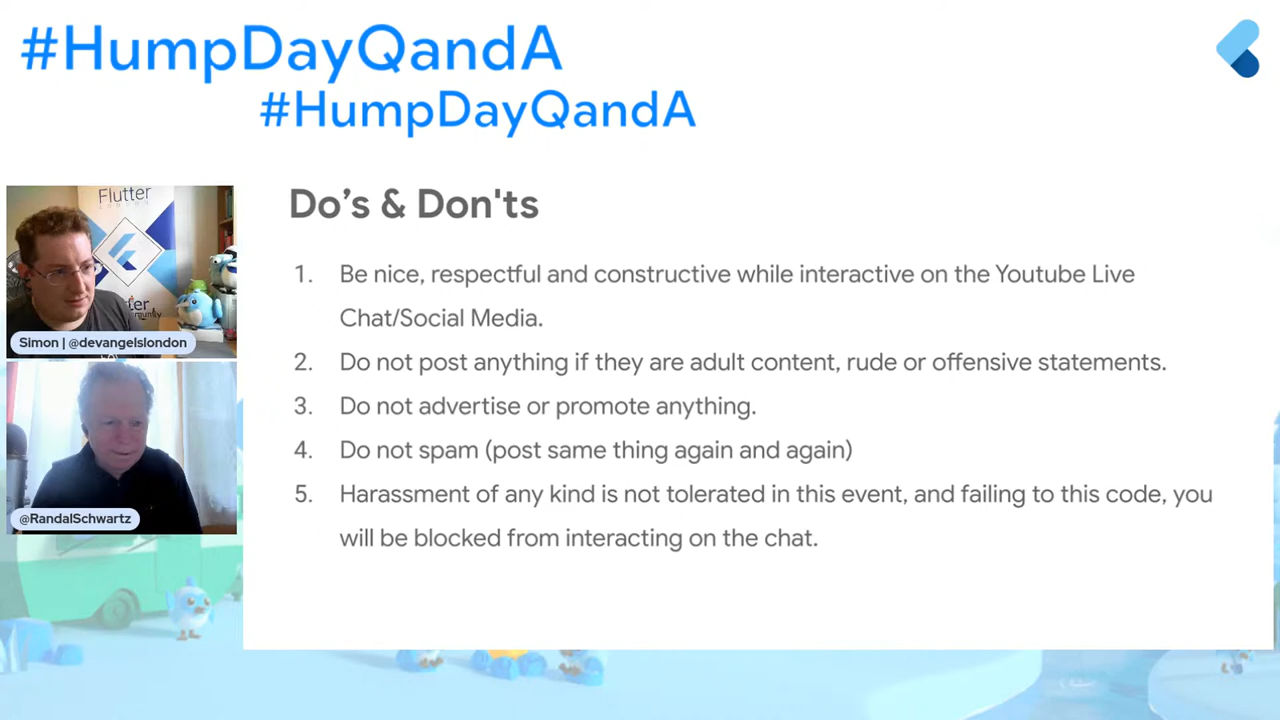 #HumpDayQandA
#HumpDayQandA
Do’s & Don'ts
1. Be nice, respectful and constructive while interactive on the Youtube Live
Chat/Social Media.
2. Do not post anything if they are adult content, rude or offensive statements.
3. Do not advertise or promote anything.
4. Do not spam (post same thing again and again)
5. Harassment of any kind is not tolerated in this event, and failing to this code, you
will be blocked from interacting on the chat.
Flutter
Simon | @devangelslondon
@RandalSchwartz